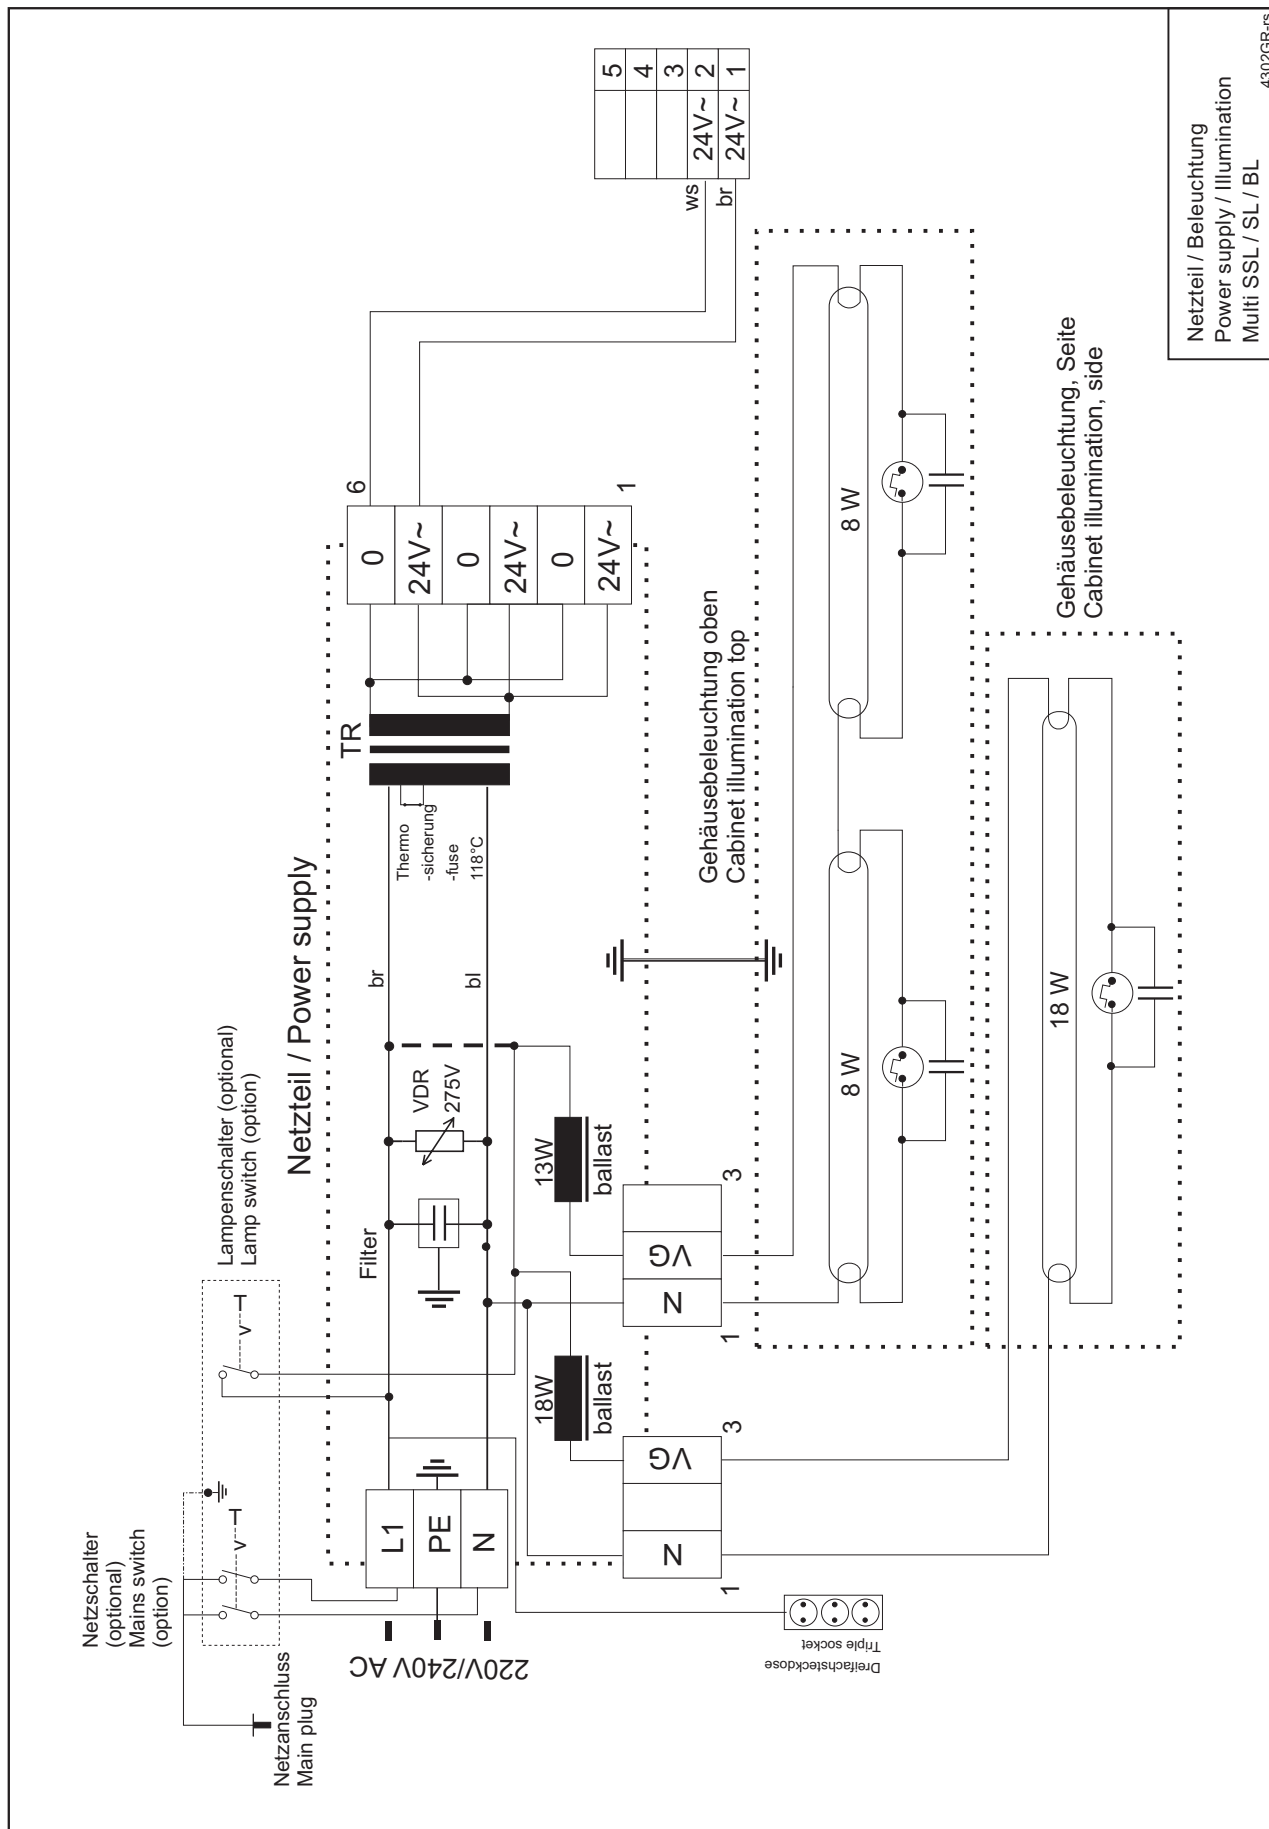 Netzschalter
(optional)
Mains switch
(option)
Netzanschluss
Main plug
T
v
T
v
Lampenschalter (optional)
Lamp switch (option)
Netzteil / Power supply
220V/240V AC
L1
PE
N
Filter
VDR
275V
br
bl
Thermo
-sicherung
-fuse
118°C
TR
0
24V~
0
24V~
0
24V~
6
1
5
4
3
24V~ 2
24V~ 1
ws
br
18W
ballast
13W
ballast
N
VG
1
3
N
VG
1
3
Dreifachsteckdose
Triple socket
Gehäusebeleuchtung oben
Cabinet illumination top
8 W
8 W
Gehäusebeleuchtung, Seite
Cabinet illumination, side
18 W
Netzteil / Beleuchtung
Power supply / Illumination
Multi SSL / SL / BL
4302GR-rs